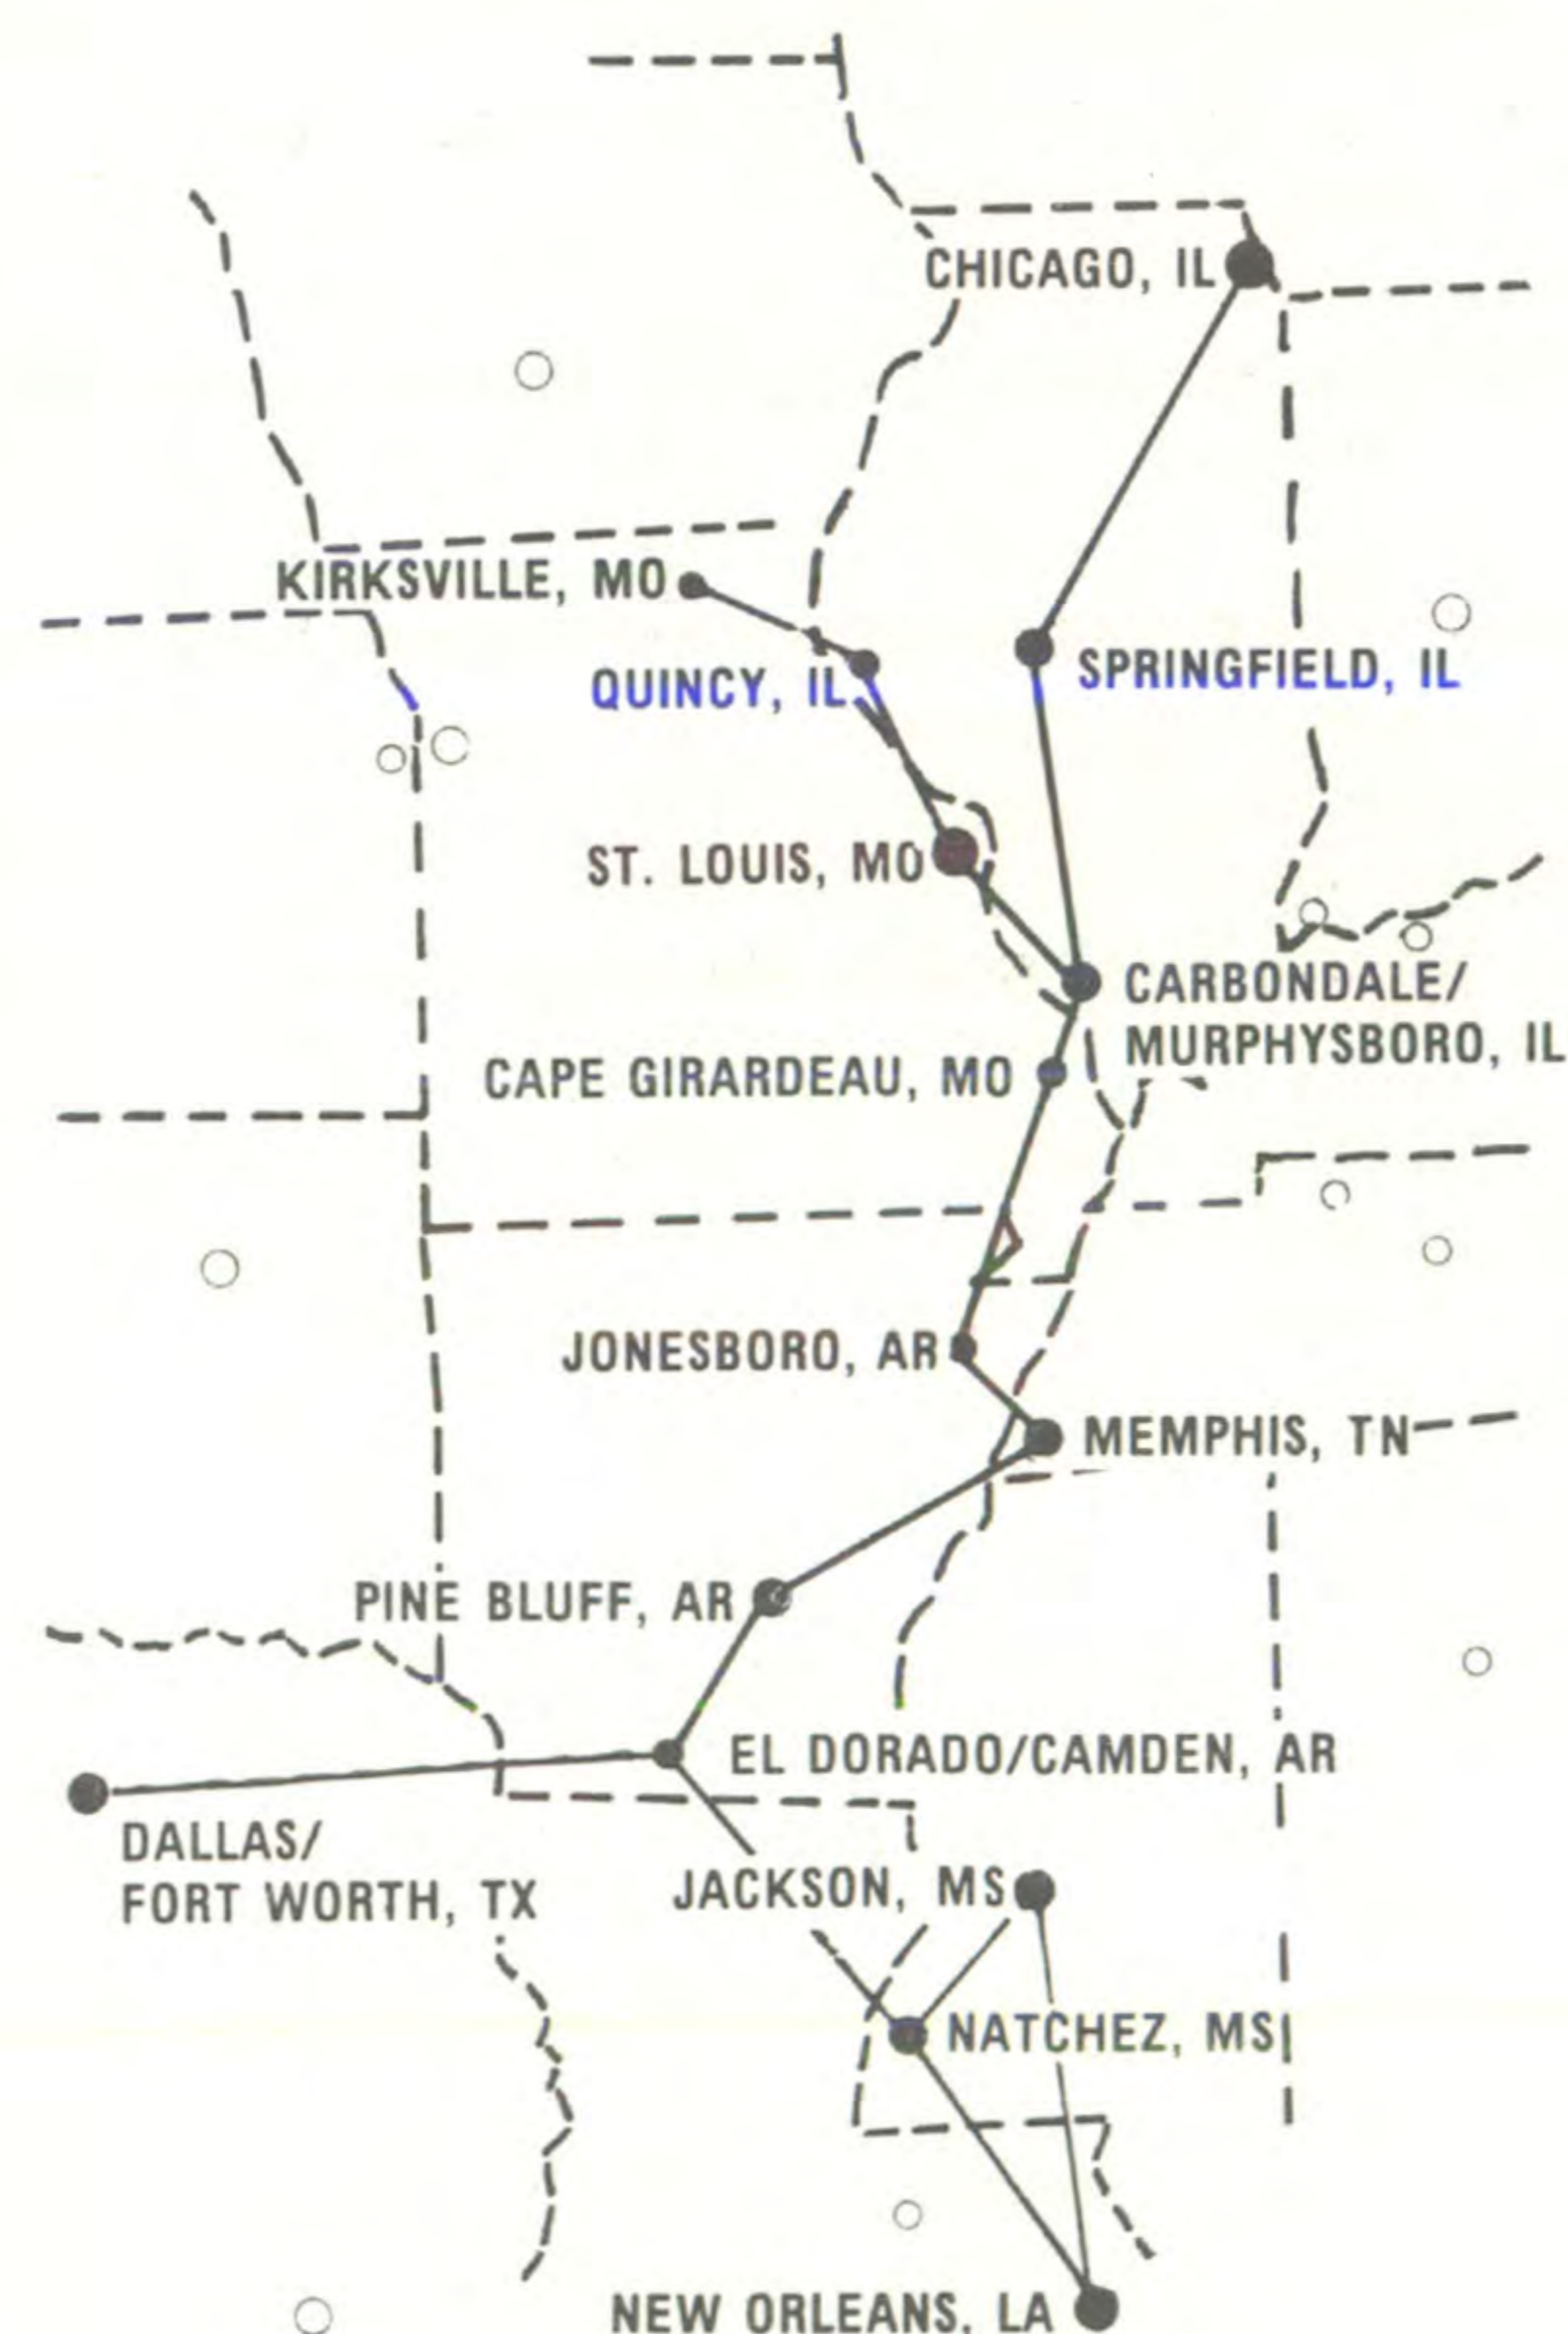 CHICAGO, IL
KIRKSVILLE, MO
SPRINGFIELD, IL
QUINCY, IL
ST. LOUIS, MO
CARBONDALE/
MURPHYSBORO, IL
CAPE GIRARDEAU, MO
JONESBORO, AR
MEMPHIS, TN
PINE BLUFF, AR
EL DORADO/CAMDEN, AR
DALLAS/
FORT WORTH, TX
JACKSON, MS
NATCHEZ, MS
NEW ORLEANS, LA